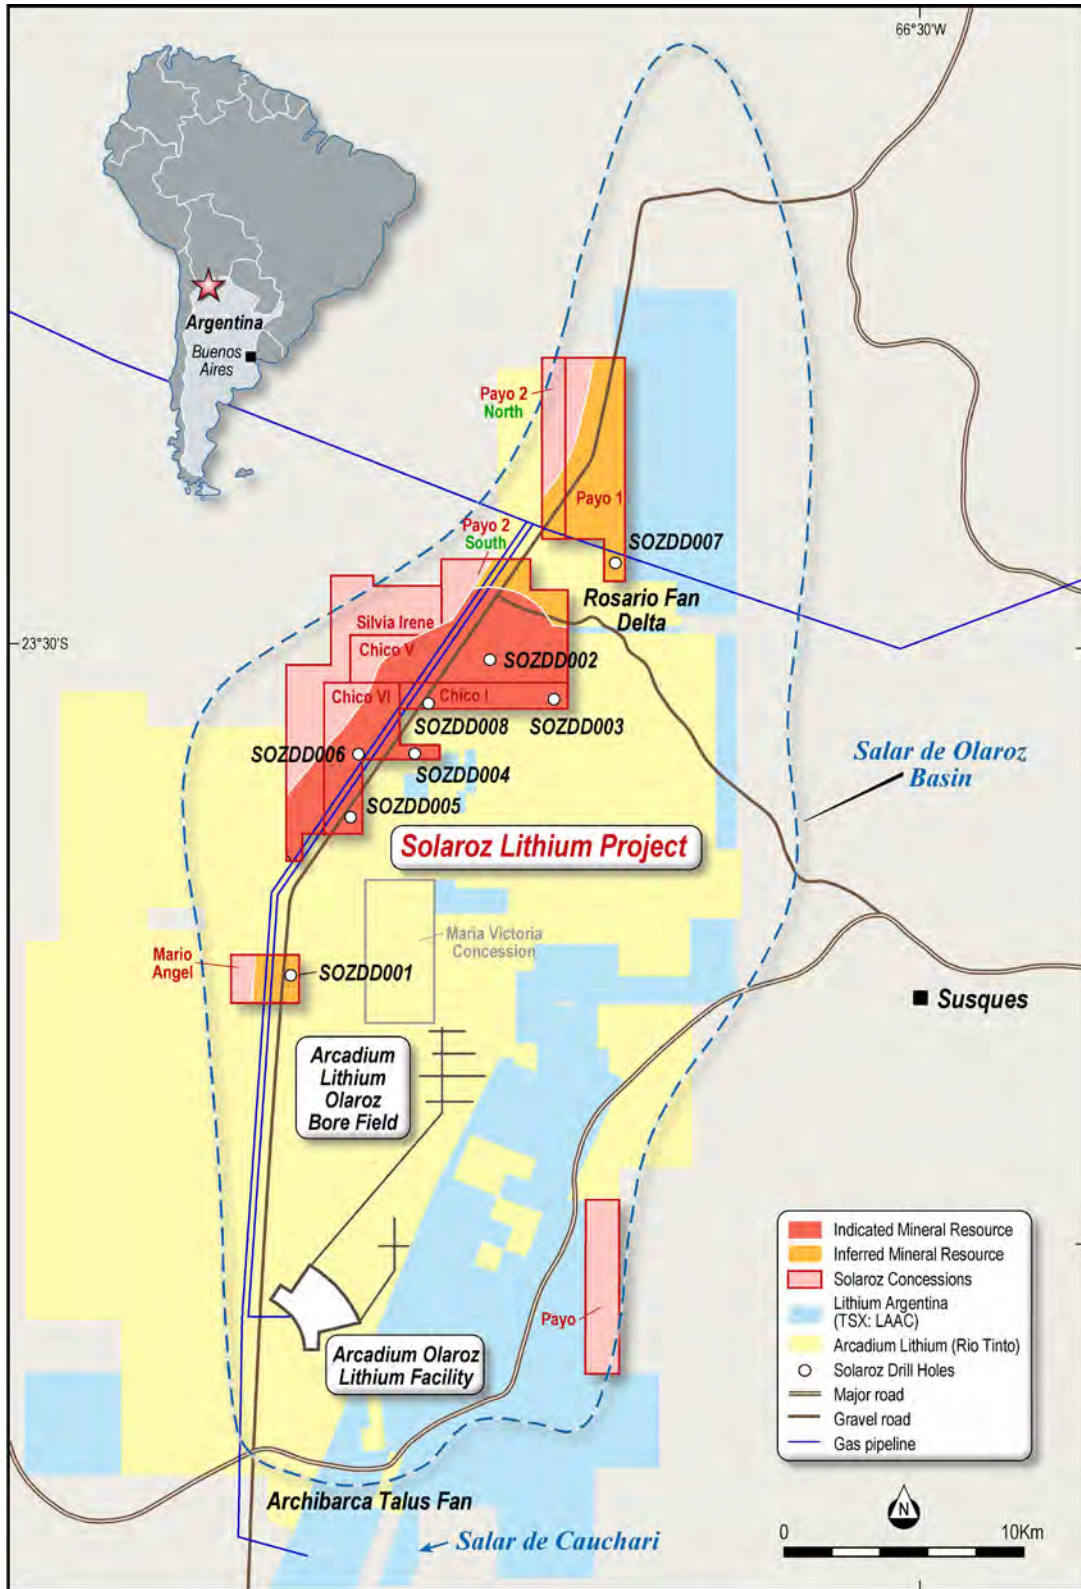 66°30'W
Argentina
Buenos
Aires
Payo 2
North
Payo 1
Payo 2
South
SOZDD007
Rosario Fan
Delta
23°30'S
Silvia Irene
Chico V
SOZDD002
Chico VI
Chico I
SOZDD008
SOZDD003
SOZDD006
SOZDD004
SOZDD005
Salar de Olaroz
Basin
Solaroz Lithium Project
Maria Victoria
Concession
Mario
Angel
SOZDD001
Susques
Arcadium
Lithium
Olaroz
Bore Field
Payo
Arcadium Olaroz
Lithium Facility
Archibarca Talus Fan
Salar de Cauchari
Indicated Mineral Resource
Inferred Mineral Resource
Solaroz Concessions
Lithium Argentina
(TSX: LAAC)
Arcadium Lithium (Rio Tinto)
Solaroz Drill Holes
Major road
Gravel road
Gas pipeline
N
0
10Km